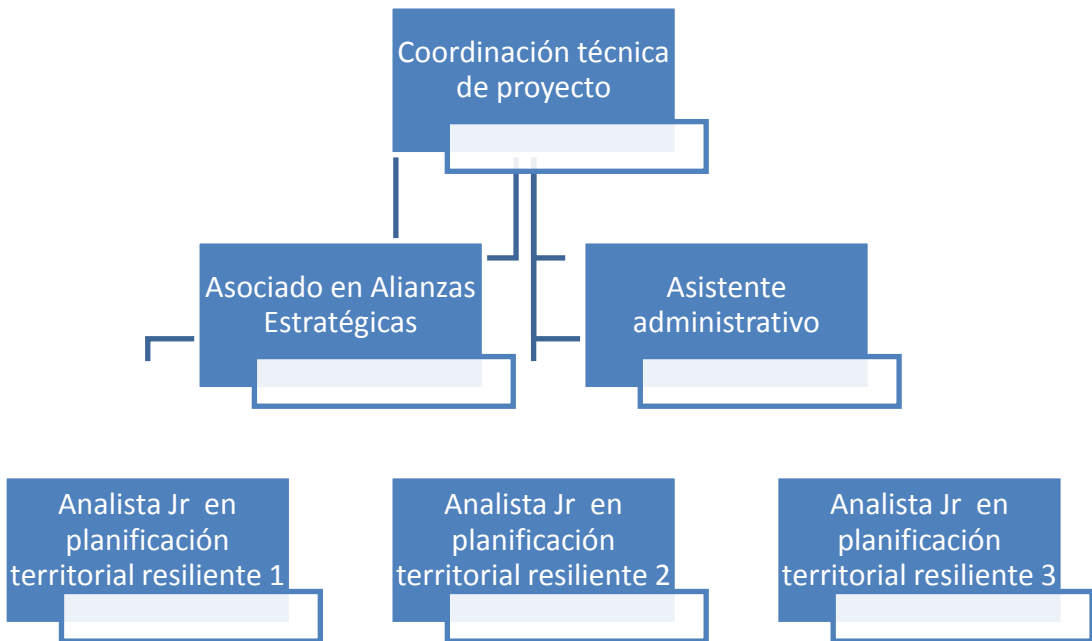 Coordinación técnica
de proyecto
Asociado en Alianzas
Estratégicas
Asistente
administrativo
Analista Jr en
planificación
territorial resiliente 1
Analista Jr en
planificación
territorial resiliente 2
Analista Jr en
planificación
territorial resiliente 3